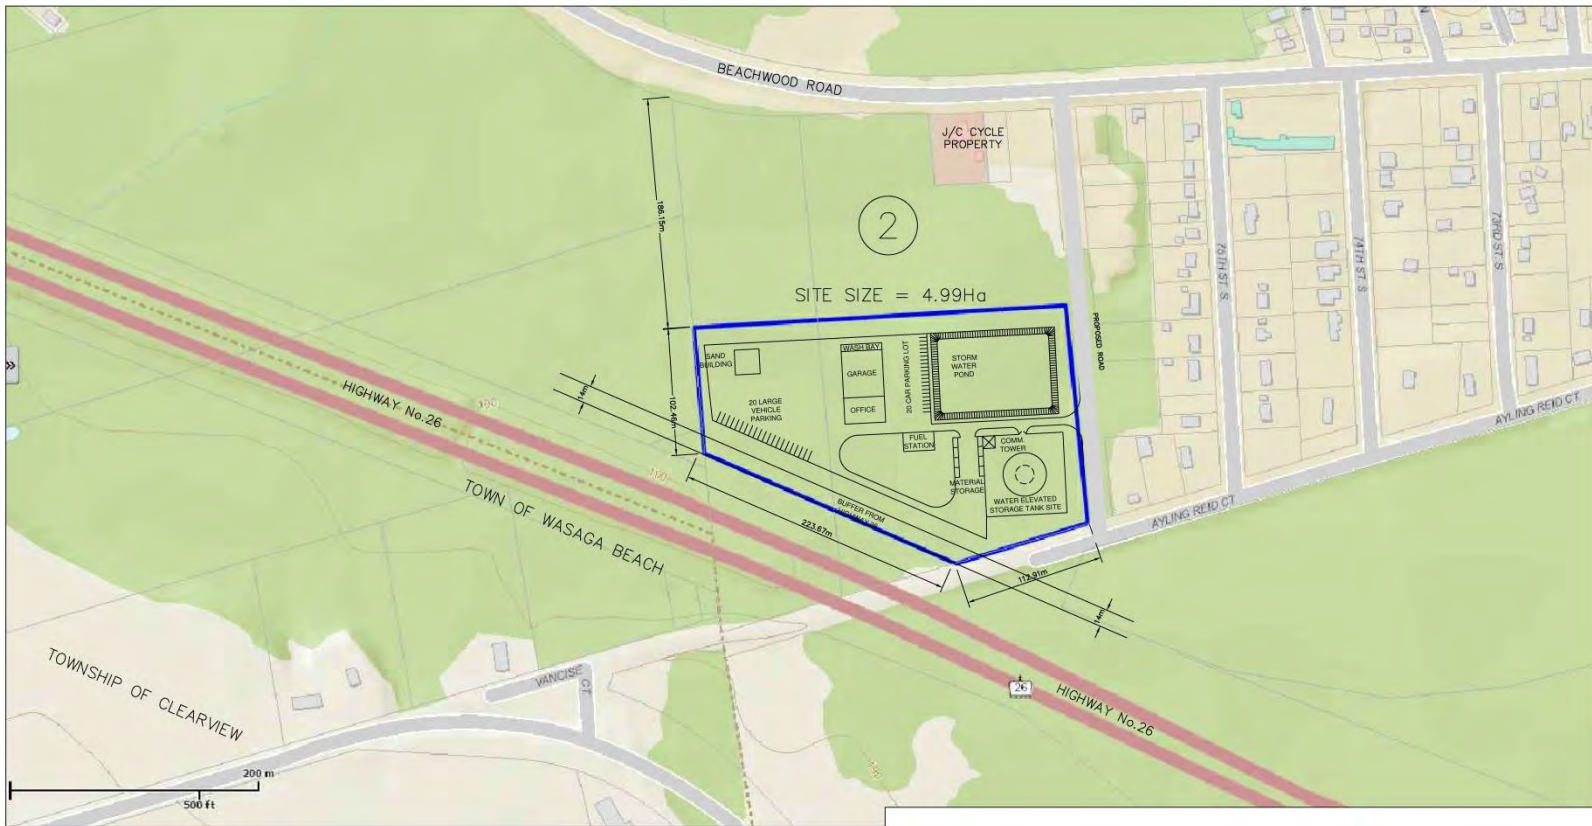 BEACHWOOD ROAD
J/C CYCLE
PROPERTY
186.15m
2
SITE SIZE = 4.99Ha
PROPOSED ROAD
75TH ST S
74TH ST S
73RD ST S
AYLING REID CT
AYLING REID CT
SAND
BUILDING
WASH BAY
GARAGE
OFFICE
20 CAR PARKING LOT
STORM
WATER
POND
20 LARGE
VEHICLE
PARKING
FUEL
STATION
COMM.
TOWER
MATERIAL
STORAGE
WATER ELEVATED
STORAGE TANK SITE
BUFFER FROM
HIGHWAY 26
102.46m
14m
223.67m
112.91m
14m
HIGHWAY No.26
190
190
TOWN OF WASAGA BEACH
TOWNSHIP OF CLEARVIEW
VANCISE
CT
26
HIGHWAY No.26
190
200 m
500 ft
»